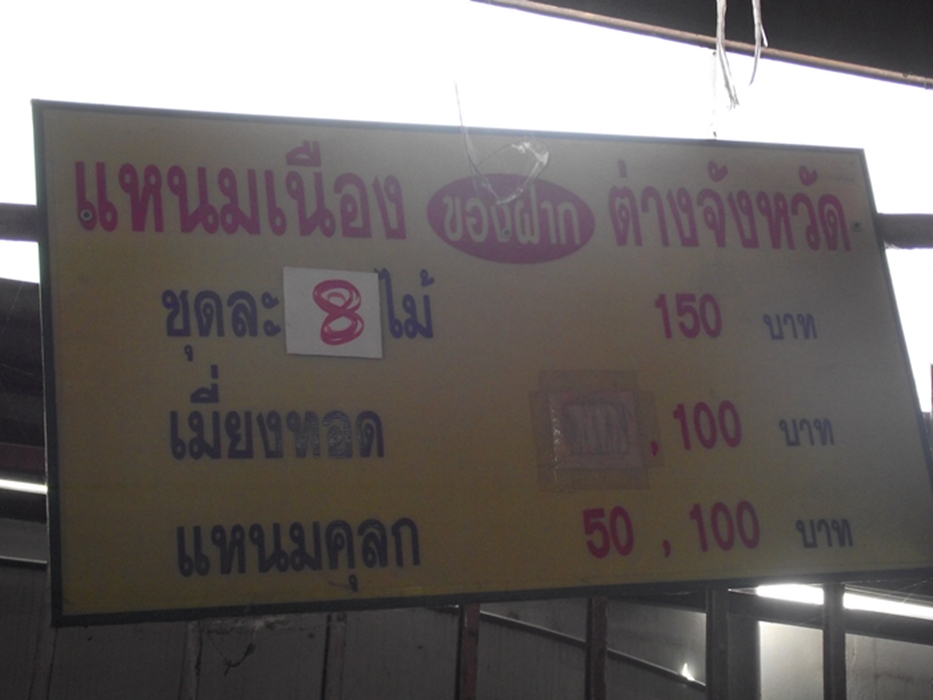 แหนมเนือง ของฝาก ต่างจังหวัด
ชุดละ 8 ไม้ 150 บาท
เมี่ยงทอด , 100 บาท
แหนมคลุก 50 , 100 บาท